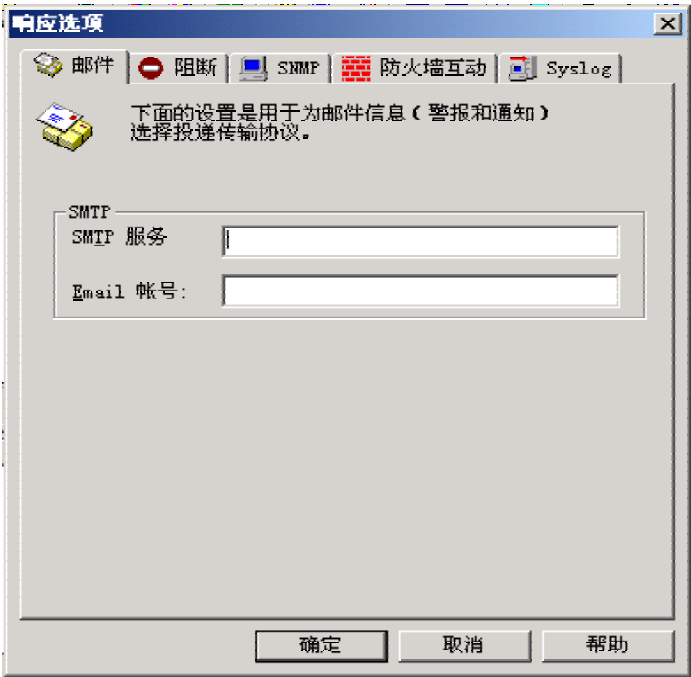 响应选项
邮件 阻断 SNMP 防火墙互动 Syslog
下面的设置是用于为邮件信息(警报和通知)
选择投递传输协议。
SMTP
SMTP 服务
Email 帐号:
确定 取消 帮助